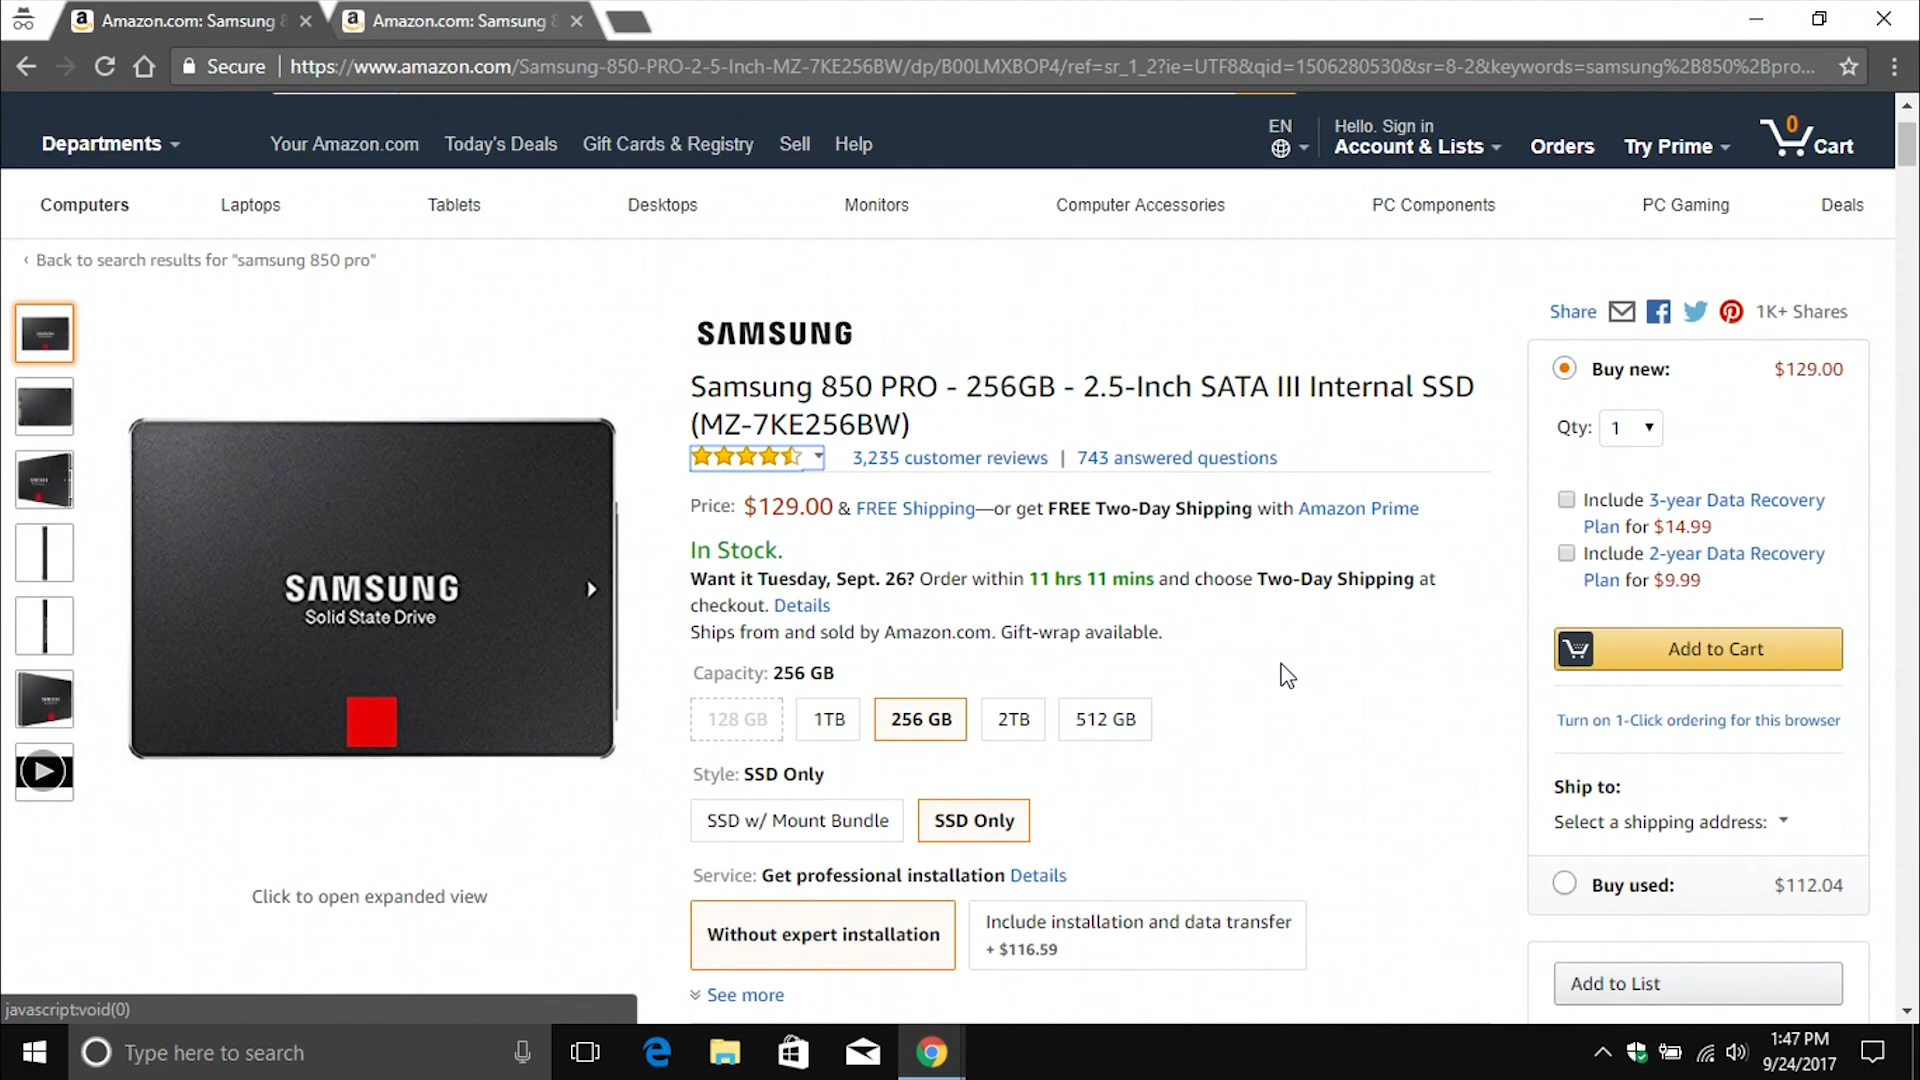 Amazon.com: Samsung 8
Amazon.com: Samsung 8
Secure
https://www.amazon.com/Samsung-850-PRO-2-5-Inch-MZ-7KE256BW/dp/B00LMXBOP4/ref=sr_1_2?ie=UTF8&qid=1506280530&sr=8-2&keywords=samsung%2B850%2Bpro...
Departments
Your Amazon.com
Today's Deals
Gift Cards & Registry
Sell
Help
EN
Hello. Sign in
Account & Lists
Orders
Try Prime
0
Cart
Computers
Laptops
Tablets
Desktops
Monitors
Computer Accessories
PC Components
PC Gaming
Deals
‹ Back to search results for "samsung 850 pro"
SAMSUNG
Solid State Drive
Click to open expanded view
SAMSUNG
Samsung 850 PRO - 256GB - 2.5-Inch SATA III Internal SSD
(MZ-7KE256BW)
3,235 customer reviews | 743 answered questions
Price: $129.00 & FREE Shipping—or get FREE Two-Day Shipping with Amazon Prime
In Stock.
Want it Tuesday, Sept. 26? Order within 11 hrs 11 mins and choose Two-Day Shipping at
checkout. Details
Ships from and sold by Amazon.com. Gift-wrap available.
Capacity: 256 GB
128 GB
1TB
256 GB
2TB
512 GB
Style: SSD Only
SSD w/ Mount Bundle
SSD Only
Service: Get professional installation Details
Without expert installation
Include installation and data transfer
+ $116.59
See more
Share
1K+ Shares
Buy new:
$129.00
Qty: 1
Include 3-year Data Recovery
Plan for $14.99
Include 2-year Data Recovery
Plan for $9.99
Add to Cart
Turn on 1-Click ordering for this browser
Ship to:
Select a shipping address:
Buy used:
$112.04
Add to List
javascript:void(0)
Type here to search
1:47 PM
9/24/2017